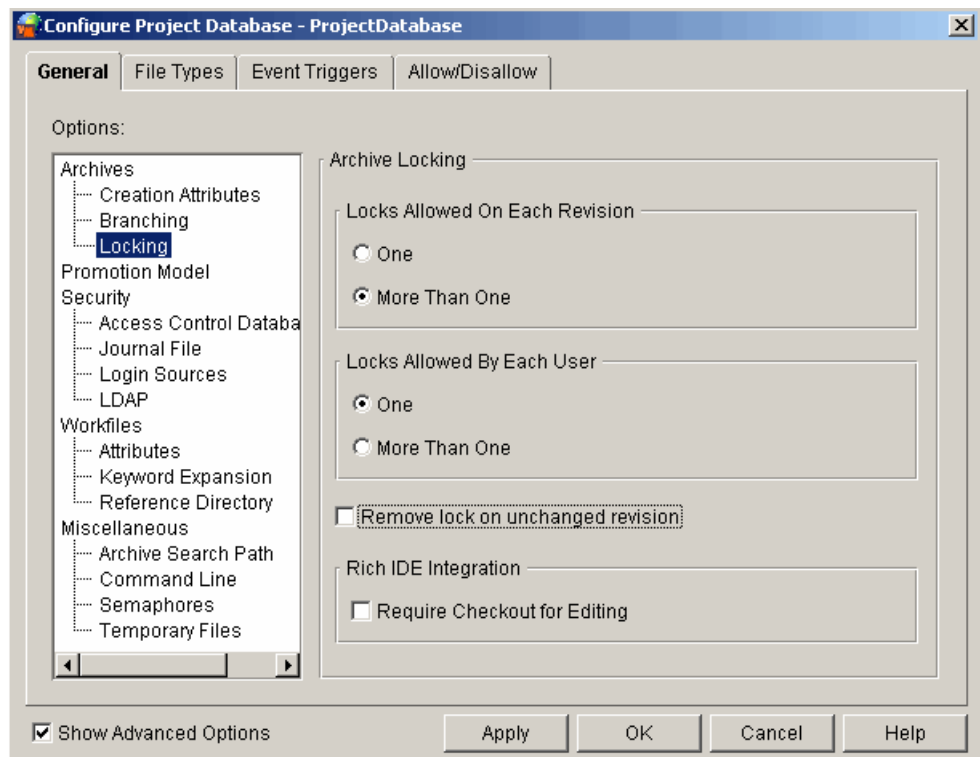 Configure Project Database - ProjectDatabase
General File Types Event Triggers Allow/Disallow
Options:
Archives
Creation Attributes
Branching
Locking
Promotion Model
Security
Access Control Databa
Journal File
Login Sources
LDAP
Workfiles
Attributes
Keyword Expansion
Reference Directory
Miscellaneous
Archive Search Path
Command Line
Semaphores
Temporary Files
Archive Locking
Locks Allowed On Each Revision
One
More Than One
Locks Allowed By Each User
One
More Than One
Remove lock on unchanged revision
Rich IDE Integration
Require Checkout for Editing
Show Advanced Options
Apply OK Cancel Help